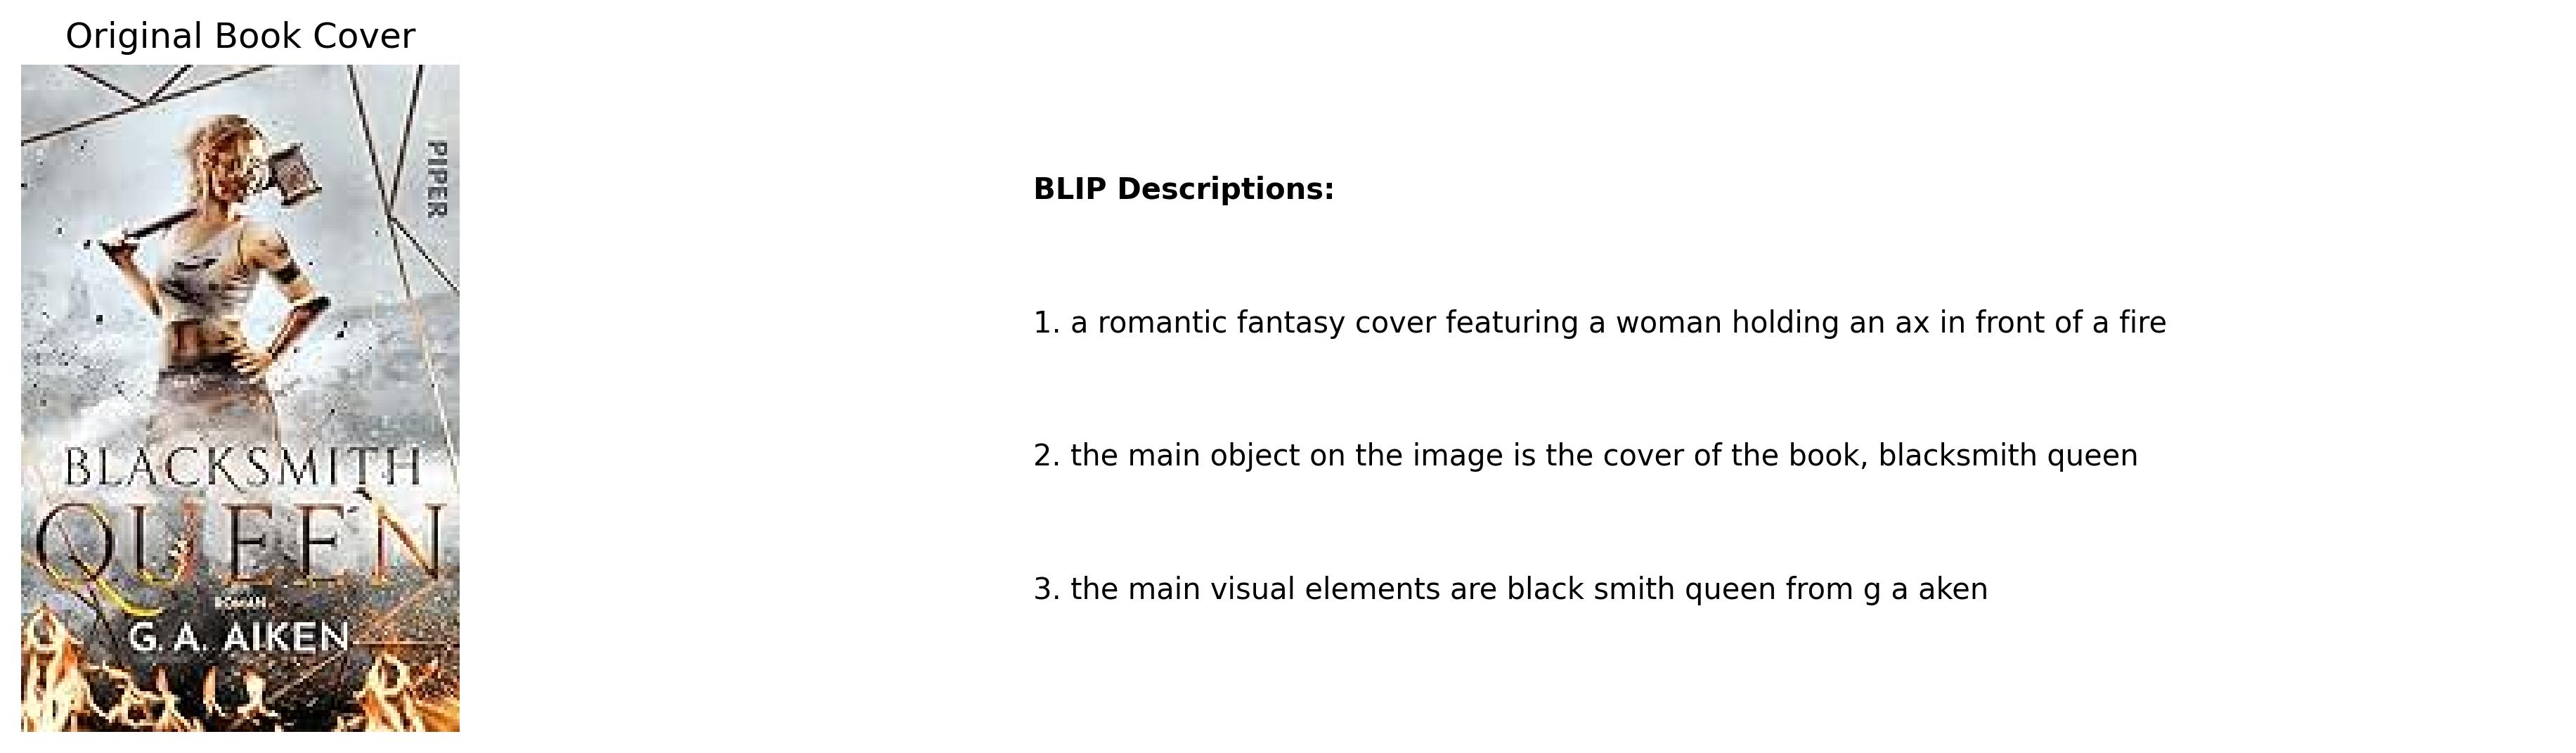 Original Book Cover
PIPER
BLACKSMITH
QUEEN
ROMAN
G. A. AIKEN
BLIP Descriptions:
1. a romantic fantasy cover featuring a woman holding an ax in front of a fire
2. the main object on the image is the cover of the book, blacksmith queen
3. the main visual elements are black smith queen from g a aken